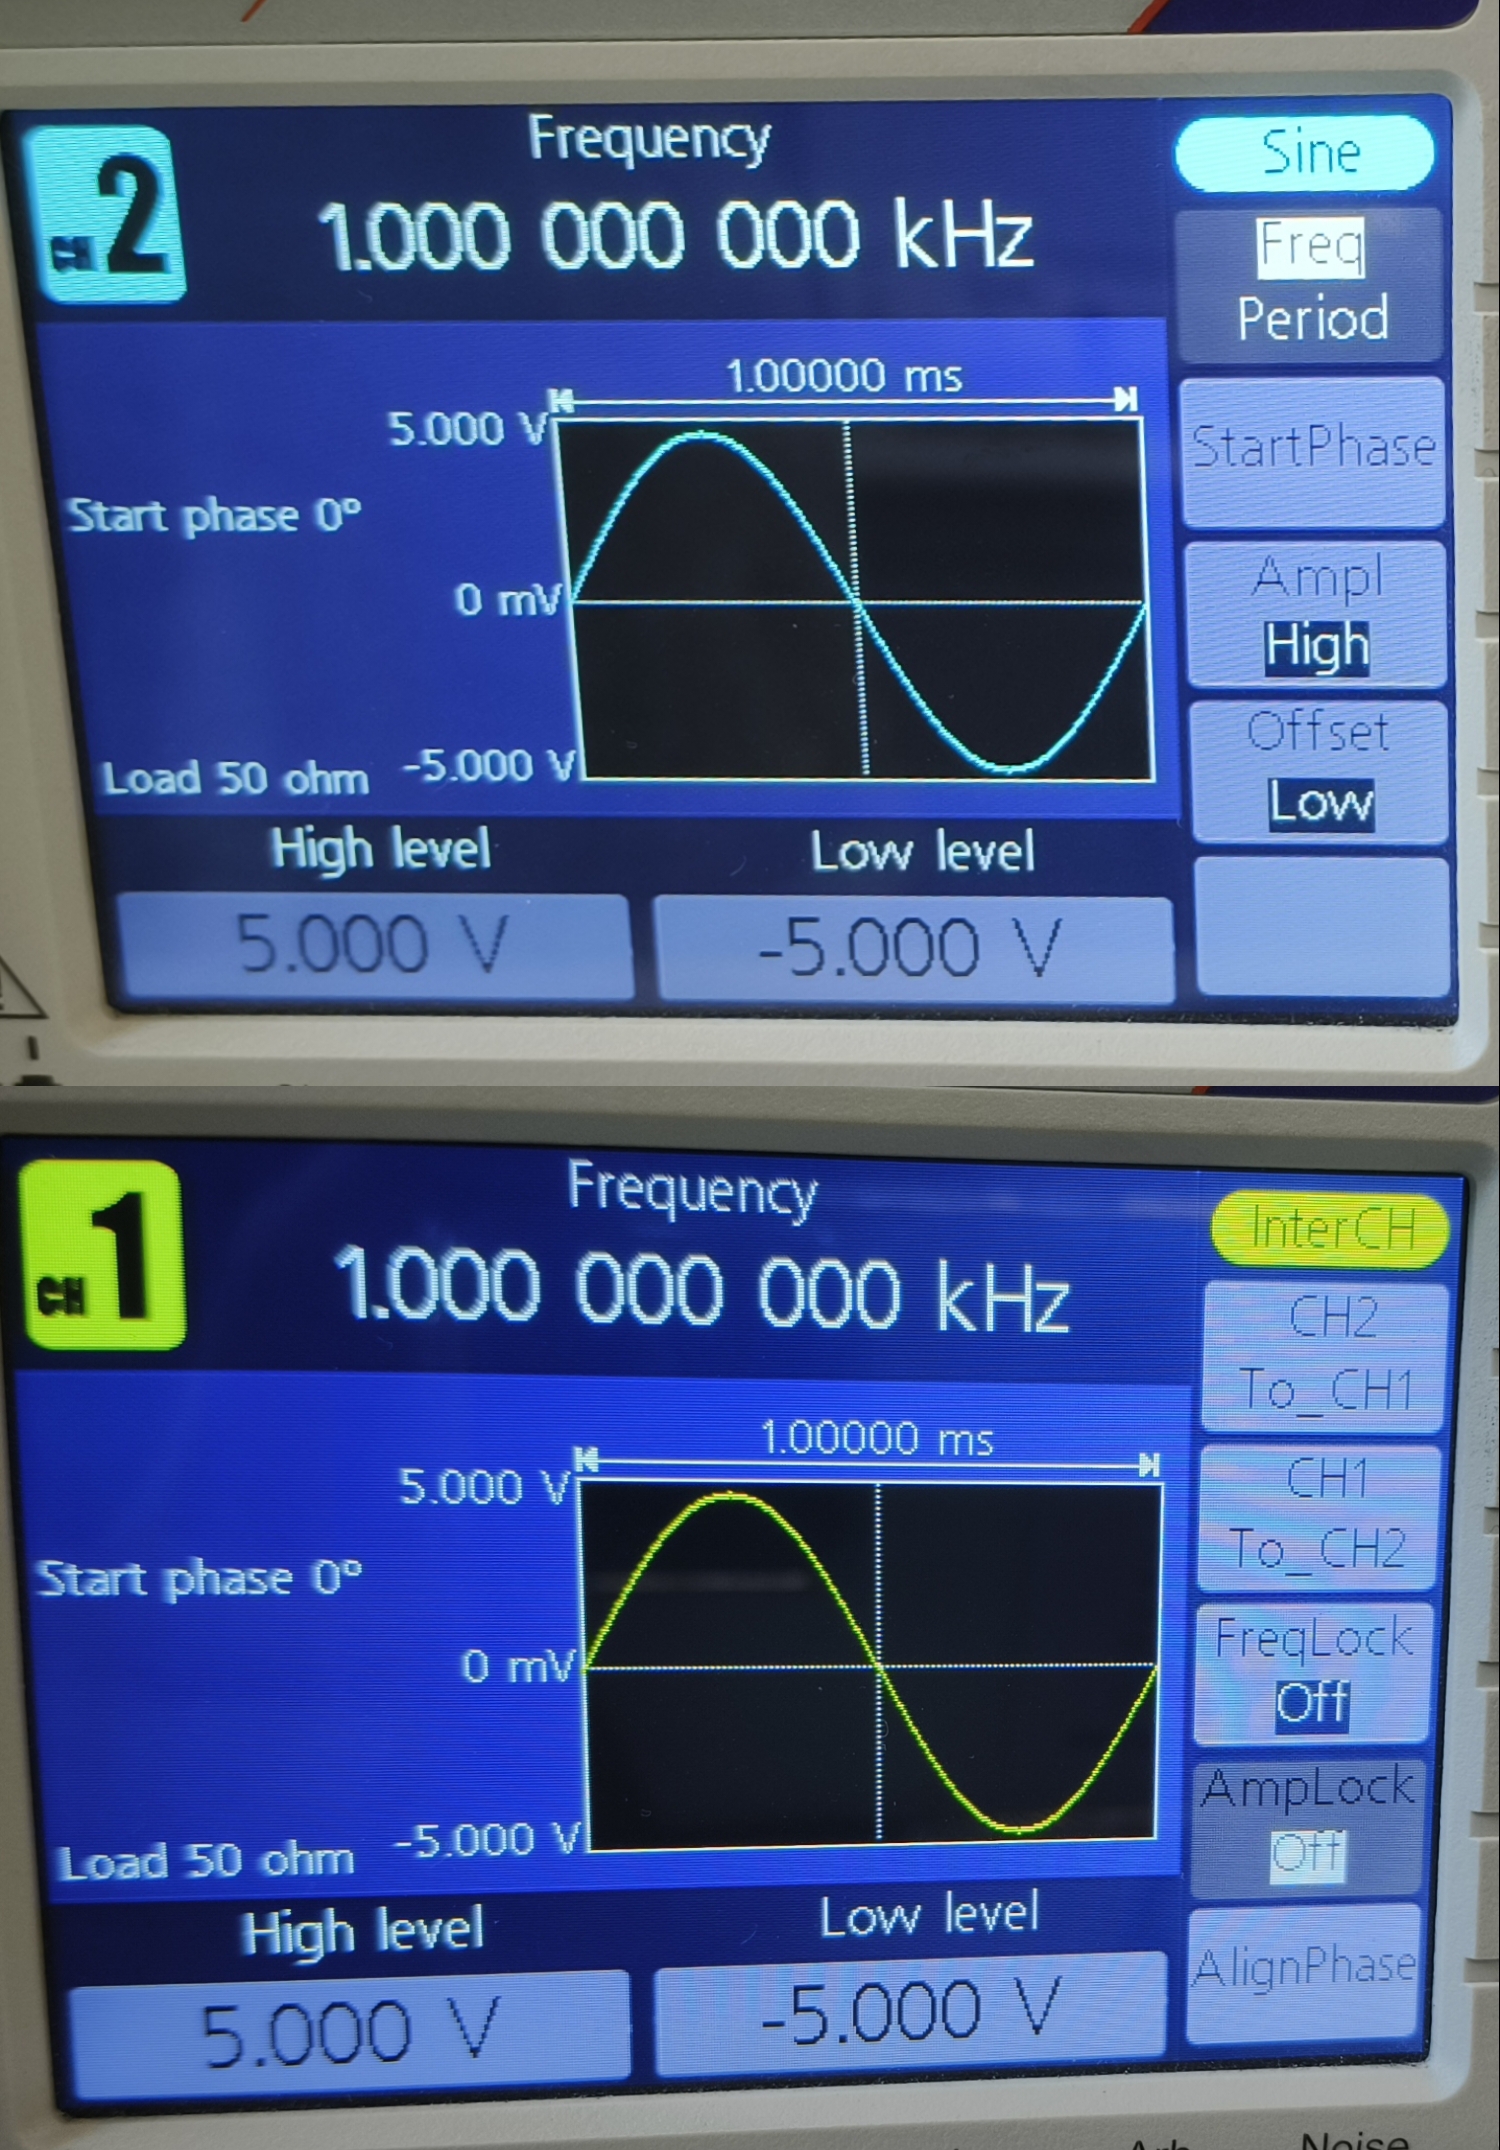 CH 2
Frequency
1.000 000 000 kHz
Sine
Freq
Period
1.00000 ms
5.000 V
StartPhase
Start phase 0°
Ampl
High
0 mV
Offset
Low
Load 50 ohm
-5.000 V
High level
Low level
5.000 V
-5.000 V
CH 1
Frequency
1.000 000 000 kHz
InterCH
CH2
To_CH1
1.00000 ms
5.000 V
CH1
To_CH2
Start phase 0°
0 mV
FreqLock
Off
AmpLock
Off
Load 50 ohm
-5.000 V
High level
Low level
AlignPhase
5.000 V
-5.000 V
Noise